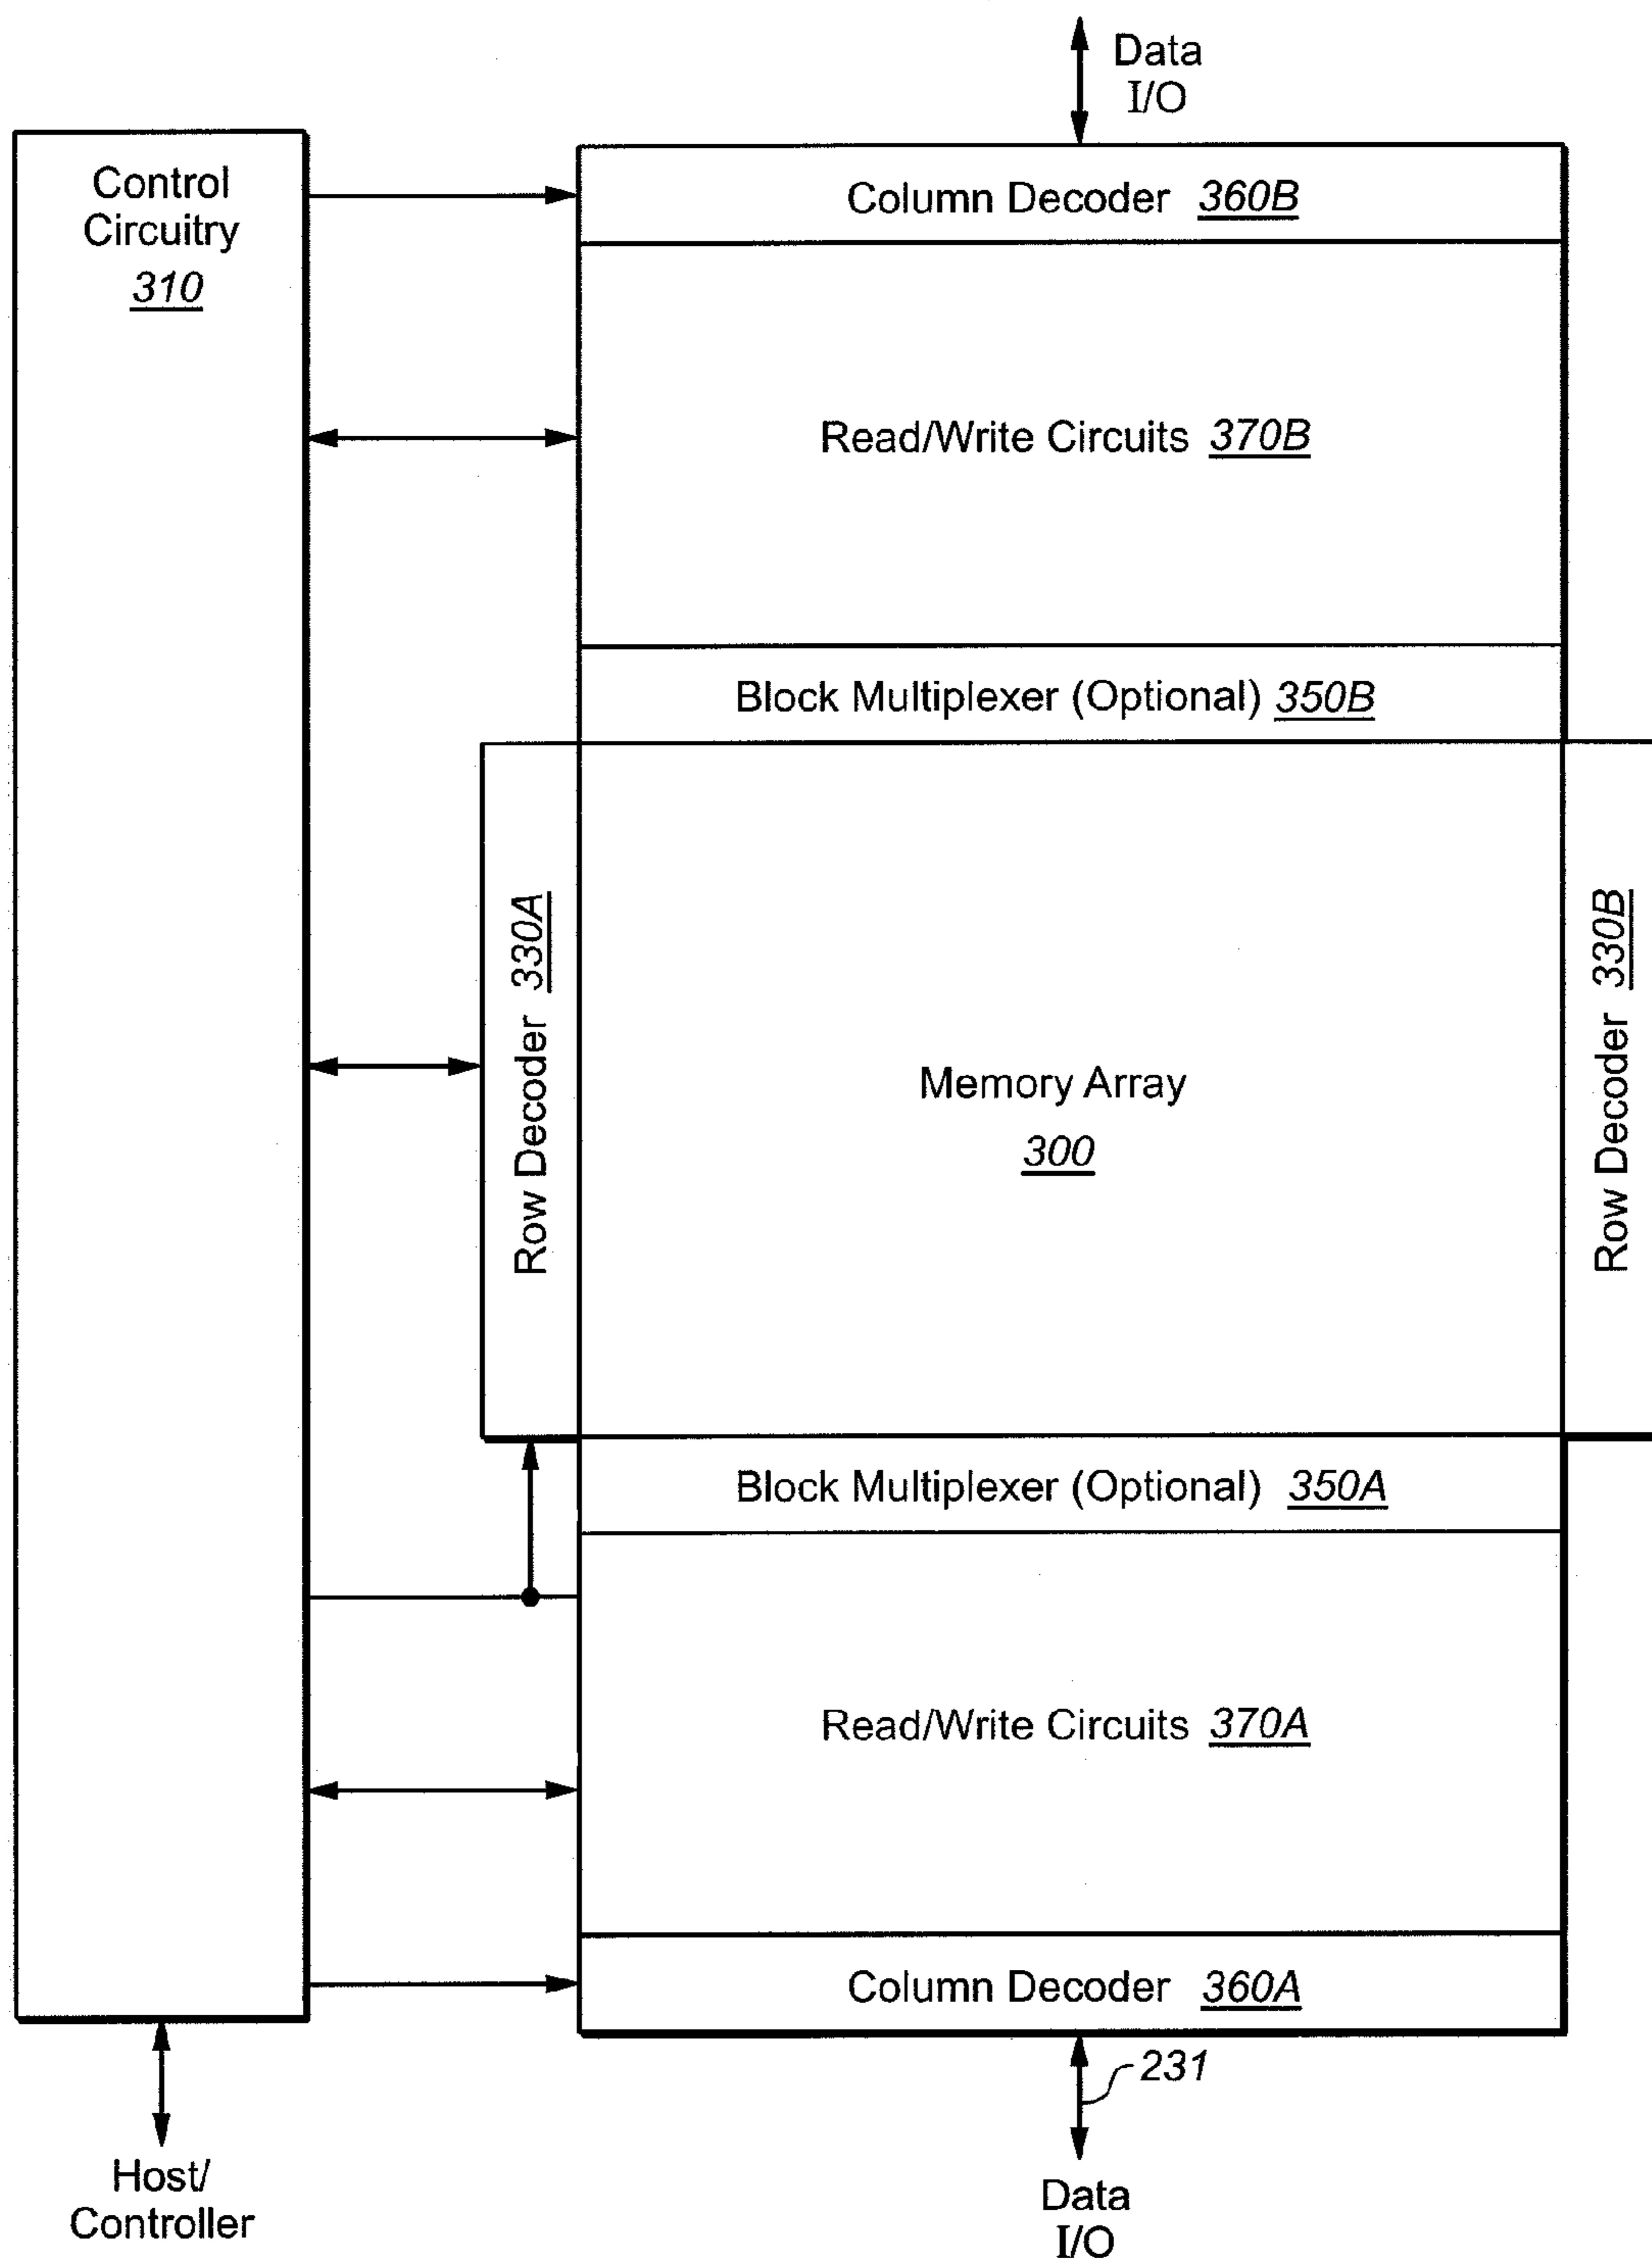 Data
I/O
Control
Circuitry
310
Column Decoder 360B
Read/Write Circuits 370B
Block Multiplexer (Optional) 350B
Row Decoder 330A
Memory Array
300
Row Decoder 330B
Block Multiplexer (Optional) 350A
Read/Write Circuits 370A
Column Decoder 360A
231
Host/
Controller
Data
I/O